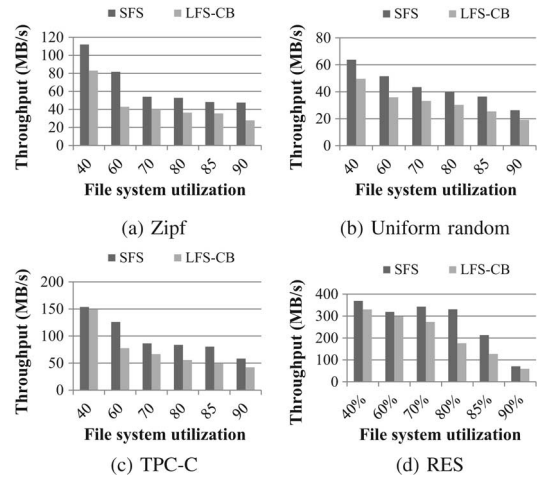 SFS LFS-CB
Throughput (MB/s)
120
100
80
60
40
20
0
40 60 70 80 85 90
File system utilization
(a) Zipf
SFS LFS-CB
Throughput (MB/s)
80
60
40
20
0
40 60 70 80 85 90
File system utilization
(b) Uniform random
SFS LFS-CB
Throughput (MB/s)
200
150
100
50
0
40 60 70 80 85 90
File system utilization
(c) TPC-C
SFS LFS-CB
Throughput (MB/s)
400
300
200
100
0
40% 60% 70% 80% 85% 90%
File system utilization
(d) RES